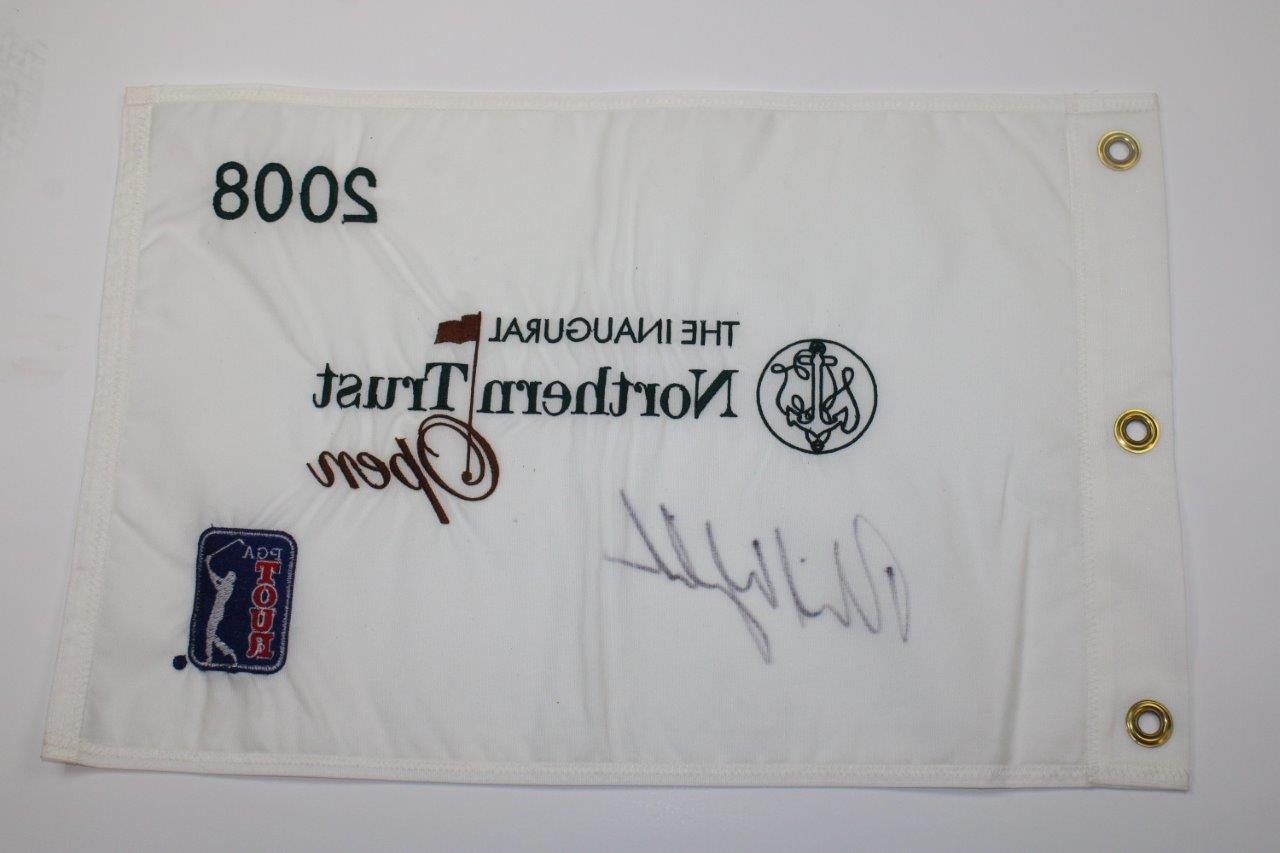 2008
THE INAUGURAL
Northern Trust
Open
PGA
TOUR